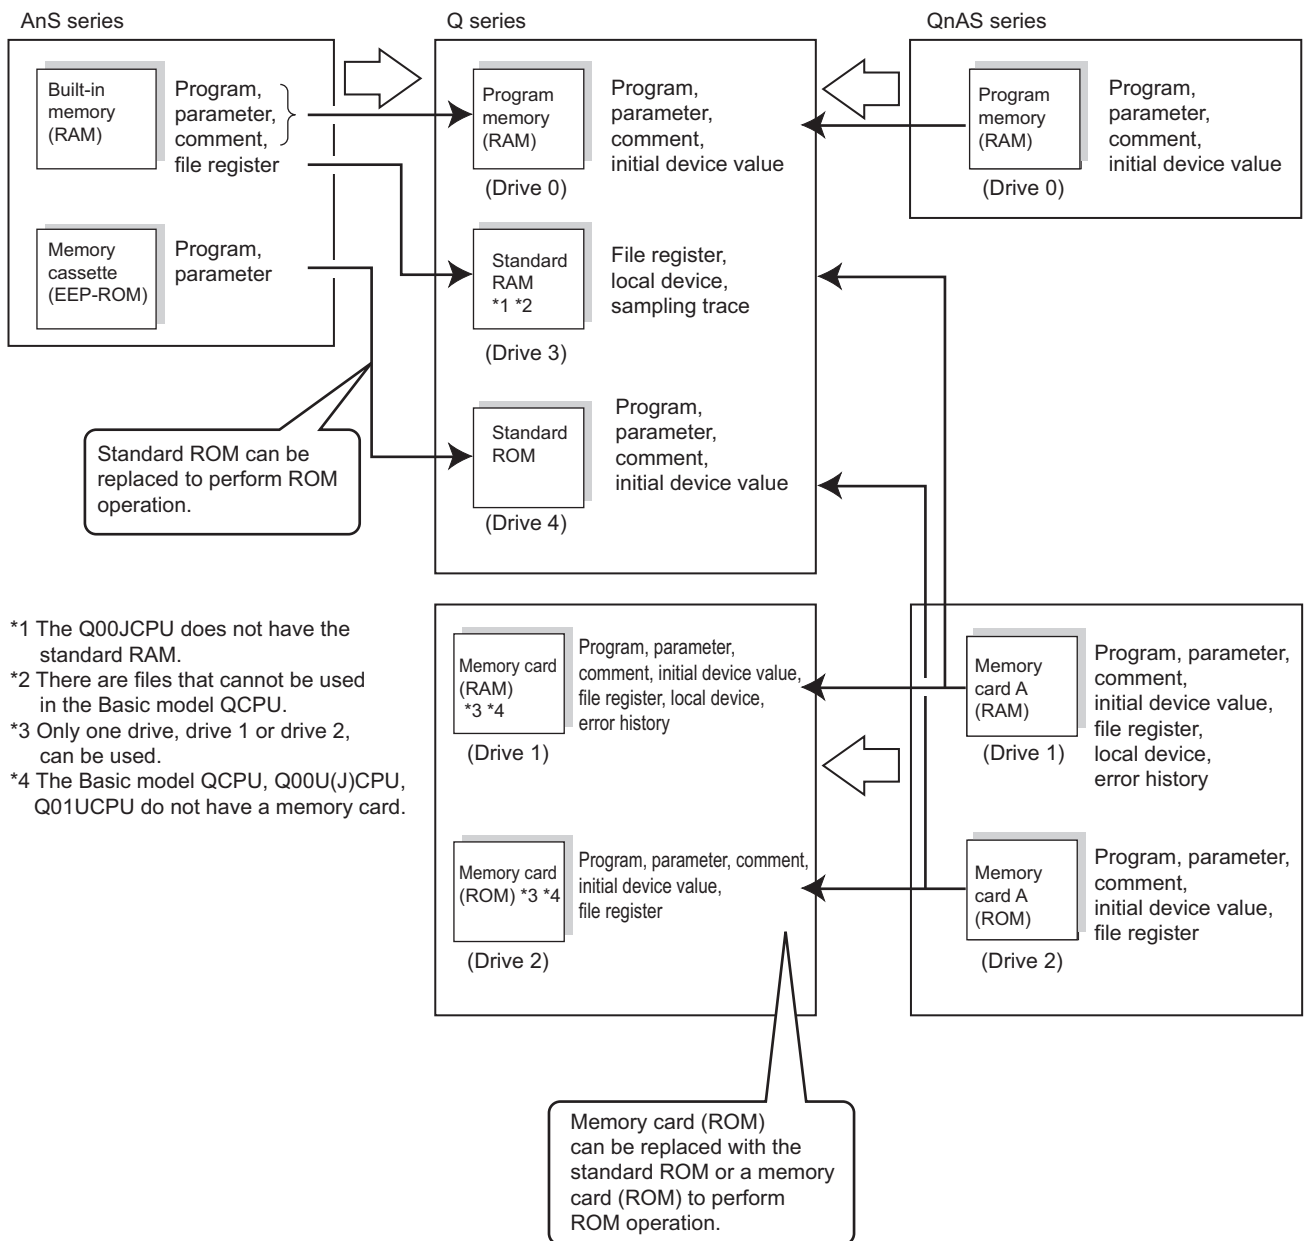 AnS series
Built-in
memory
(RAM)
Program,
parameter,
comment,
file register
Memory
cassette
(EEP-ROM)
Program,
parameter
Standard ROM can be
replaced to perform ROM
operation.
Q series
Program
memory
(RAM)
(Drive 0)
Program,
parameter,
comment,
initial device value
Standard
RAM
*1 *2
(Drive 3)
File register,
local device,
sampling trace
Standard
ROM
(Drive 4)
Program,
parameter,
comment,
initial device value
QnAS series
Program
memory
(RAM)
(Drive 0)
Program,
parameter,
comment,
initial device value
*1 The Q00JCPU does not have the
standard RAM.
*2 There are files that cannot be used
in the Basic model QCPU.
*3 Only one drive, drive 1 or drive 2,
can be used.
*4 The Basic model QCPU, Q00U(J)CPU,
Q01UCPU do not have a memory card.
Memory card
(RAM)
*3 *4
(Drive 1)
Program, parameter,
comment, initial device value,
file register, local device,
error history
Memory card
(ROM) *3 *4
(Drive 2)
Program, parameter, comment,
initial device value,
file register
Memory
card A
(RAM)
(Drive 1)
Program, parameter,
comment,
initial device value,
file register,
local device,
error history
Memory
card A
(ROM)
(Drive 2)
Program, parameter,
comment,
initial device value,
file register
Memory card (ROM)
can be replaced with the
standard ROM or a memory
card (ROM) to perform
ROM operation.